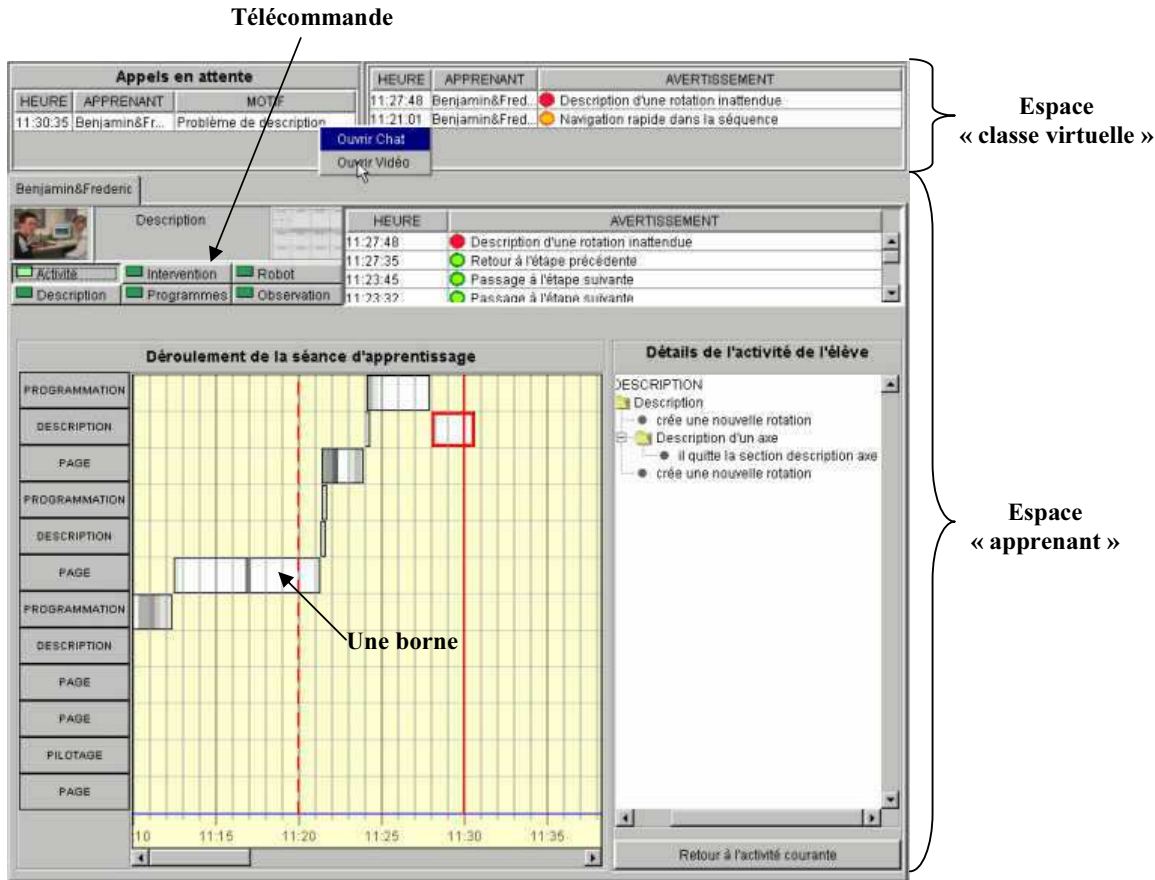 Télécommande
Appels en attente
HEURE APPRENANT MOTIF
11:30:35 Benjamin&Fr... Problème de description
HEURE APPRENANT AVERTISSEMENT
11:27:48 Benjamin&Fred... Description d'une rotation inattendue
11:21:01 Benjamin&Fred... Navigation rapide dans la séquence
Ouvrir Chat
Ouvrir Vidéo
Espace
« classe virtuelle »
Benjamin&Frederic
Description
Activité Intervention Robot
Description Programmes Observation
HEURE AVERTISSEMENT
11:27:48 Description d'une rotation inattendue
11:27:35 Retour à l'étape précédente
11:23:45 Passage à l'étape suivante
11:23:32 Passage à l'étape suivante
Déroulement de la séance d'apprentissage
PROGRAMMATION
DESCRIPTION
PAGE
PROGRAMMATION
DESCRIPTION
PAGE
PROGRAMMATION
DESCRIPTION
PAGE
PAGE
PILOTAGE
PAGE
Une borne
:10 11:15 11:20 11:25 11:30 11:35
Détails de l'activité de l'élève
DESCRIPTION
Description
crée une nouvelle rotation
Description d'un axe
il quitte la section description axe
crée une nouvelle rotation
Retour à l'activité courante
Espace
« apprenant »